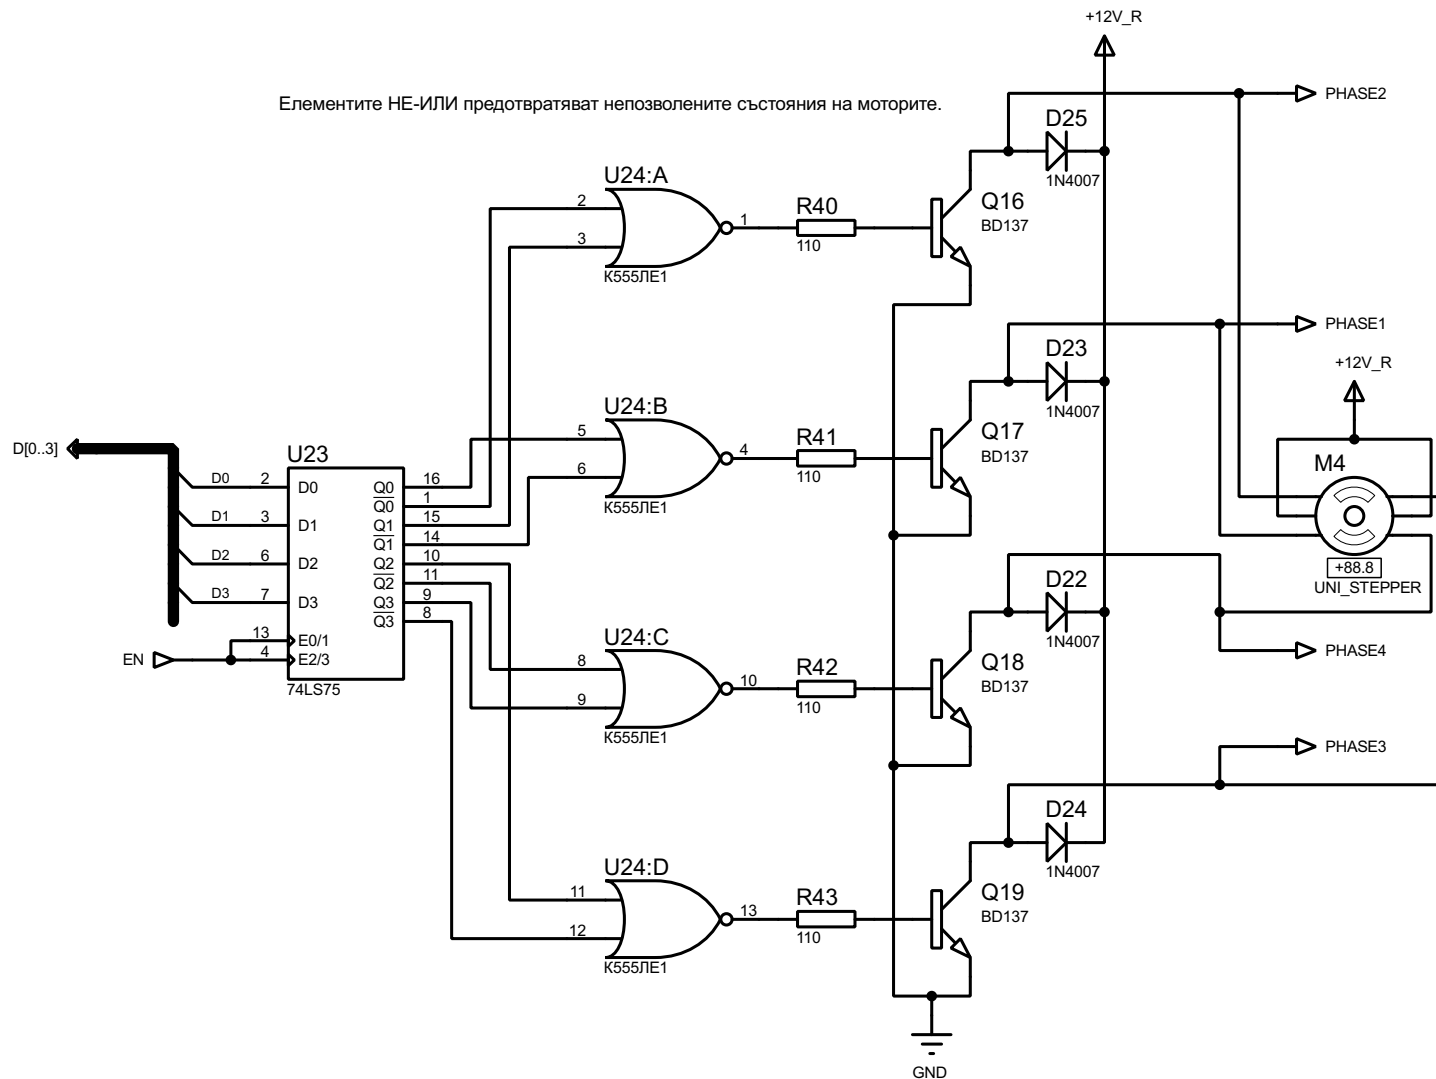 +12V_R
Елементите НЕ-ИЛИ предотвратяват непозволените състояния на моторите.
PHASE2
D25
1N4007
U24:A
2
3
1
К555ЛЕ1
R40
110
Q16
BD137
PHASE1
D23
1N4007
+12V_R
U24:B
5
6
4
К555ЛЕ1
R41
110
Q17
BD137
M4
+88.8
UNI_STEPPER
D[0..3]
U23
D0 2 D0 Q0 16
Q0 1
D1 3 D1 Q1 15
Q1 14
D2 6 D2 Q2 10
Q2 11
D3 7 D3 Q3 9
Q3 8
13 E0/1
EN 4 E2/3
74LS75
D22
1N4007
U24:C
8
9
10
К555ЛЕ1
R42
110
Q18
BD137
PHASE4
PHASE3
D24
1N4007
U24:D
11
12
13
К555ЛЕ1
R43
110
Q19
BD137
GND